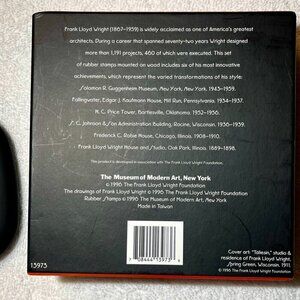 Frank Lloyd Wright (1867-1959) is widely acclaimed as one of America's greatest
architects. During a career that spanned seventy-two years Wright designed
more than 1,191 projects, 460 of which were executed. This set of
rubber stamps mounted on wood includes six of his most innovative
achievements, which represent the varied transformations of his style:
Solomon R. Guggenheim Museum, New York, New York, 1943-1959.
Fallingwater, Edgar J. Kaufmann House, Mill Run, Pennsylvania, 1934-1937.
H. C. Price Tower, Bartlesville, Oklahoma, 1952-1956.
S. C. Johnson & Son Administration Building, Racine, Wisconsin, 1936-1939.
Frederick C. Robie House, Chicago, Illinois, 1908-1910.
Frank Lloyd Wright House and Studio, Oak Park, Illinois, 1889-1898.
This product is developed in association with The Frank Lloyd Wright Foundation.
The Museum of Modern Art, New York
© 1996 The Frank Lloyd Wright Foundation
The drawings of Frank Lloyd Wright are © 1996 The Frank Lloyd Wright Foundation
Rubber Stamps © 1996 The Museum of Modern Art, New York
Made in Taiwan
13973
7 08444 13973
Cover art: "Taliesin," studio &
residence of Frank Lloyd Wright,
Spring Green, Wisconsin, 1911.
© 1996 The Frank Lloyd Wright Foundation